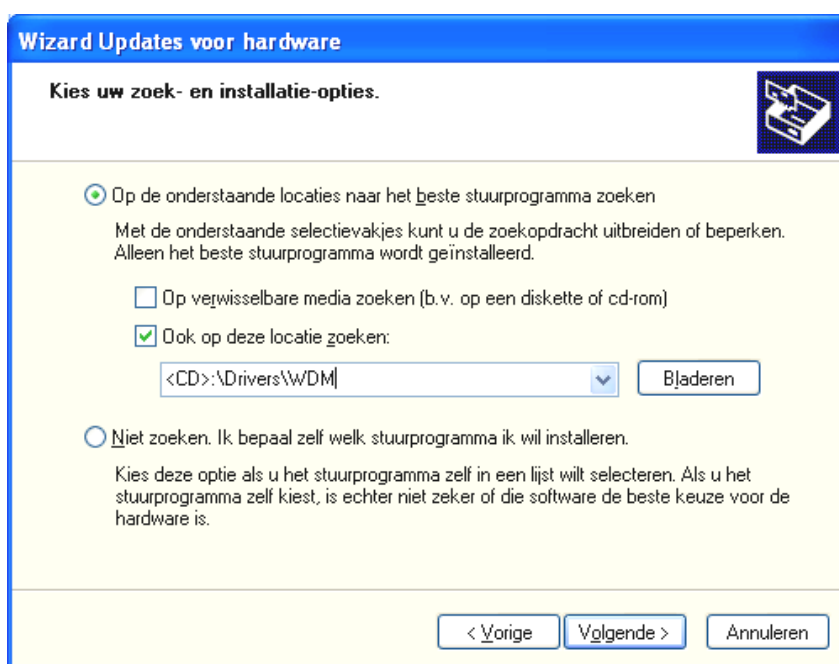 Wizard Updates voor hardware
Kies uw zoek- en installatie-opties.
Op de onderstaande locaties naar het beste stuurprogramma zoeken
Met de onderstaande selectievakjes kunt u de zoekopdracht uitbreiden of beperken.
Alleen het beste stuurprogramma wordt geïnstalleerd.
Op verwisselbare media zoeken (b.v. op een diskette of cd-rom)
Ook op deze locatie zoeken:
<CD>:\Drivers\WDM
Bladeren
Niet zoeken. Ik bepaal zelf welk stuurprogramma ik wil installeren.
Kies deze optie als u het stuurprogramma zelf in een lijst wilt selecteren. Als u het
stuurprogramma zelf kiest, is echter niet zeker of die software de beste keuze voor de
hardware is.
< Vorige
Volgende >
Annuleren